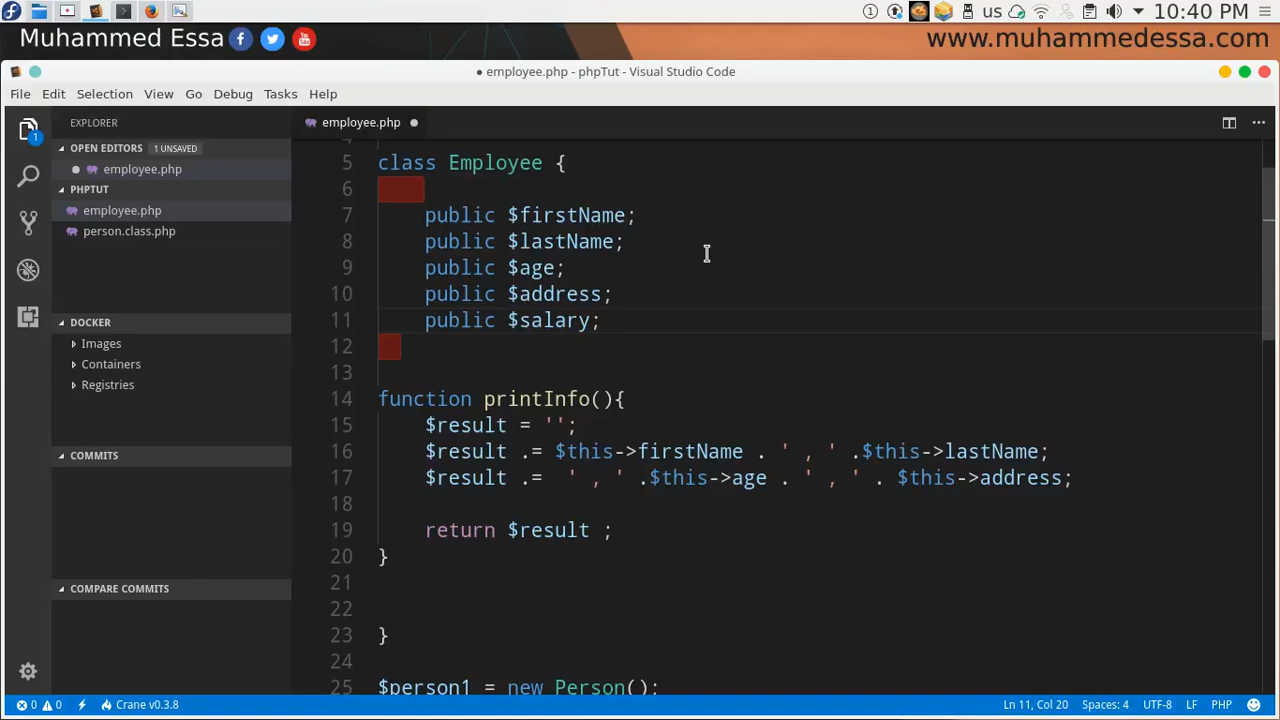 us 10:40 PM
Muhammed Essa
www.muhammedessa.com
● employee.php - phpTut - Visual Studio Code
File Edit Selection View Go Debug Tasks Help
EXPLORER
employee.php
OPEN EDITORS 1 UNSAVED
employee.php
PHPTUT
employee.php
person.class.php
DOCKER
Images
Containers
Registries
COMMITS
COMPARE COMMITS
1
4
5 class Employee {
6
7 public $firstName;
8 public $lastName;
9 public $age;
10 public $address;
11 public $salary;
12
13
14 function printInfo(){
15 $result = '';
16 $result .= $this->firstName . ' , ' .$this->lastName;
17 $result .=  ' , ' .$this->age . ' , ' . $this->address;
18
19 return $result ;
20 }
21
22
23 }
24
25 $person1 = new Person();
0 0 Crane v0.3.8 Ln 11, Col 20 Spaces: 4 UTF-8 LF PHP